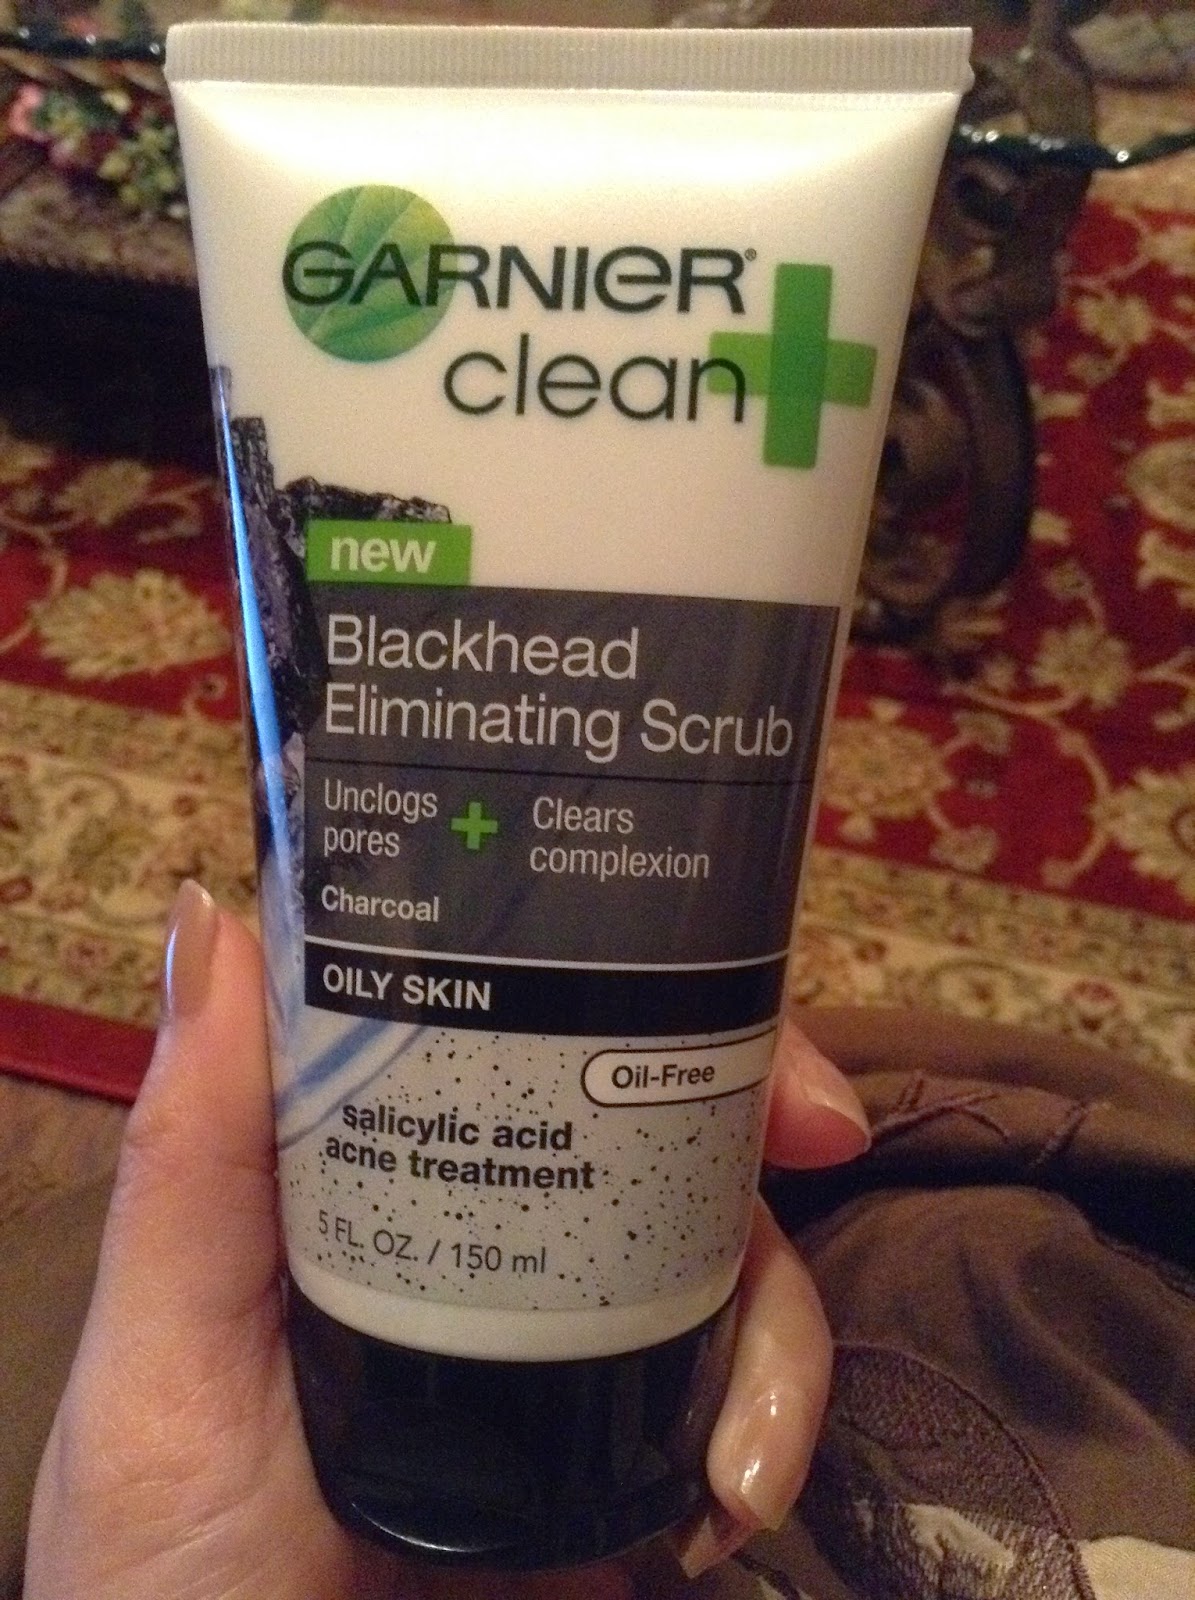 GARNIER®
clean+
new
Blackhead
Eliminating Scrub
Unclogs pores + Clears complexion
Charcoal
OILY SKIN
Oil-Free
salicylic acid
acne treatment
5 FL. OZ. / 150 ml